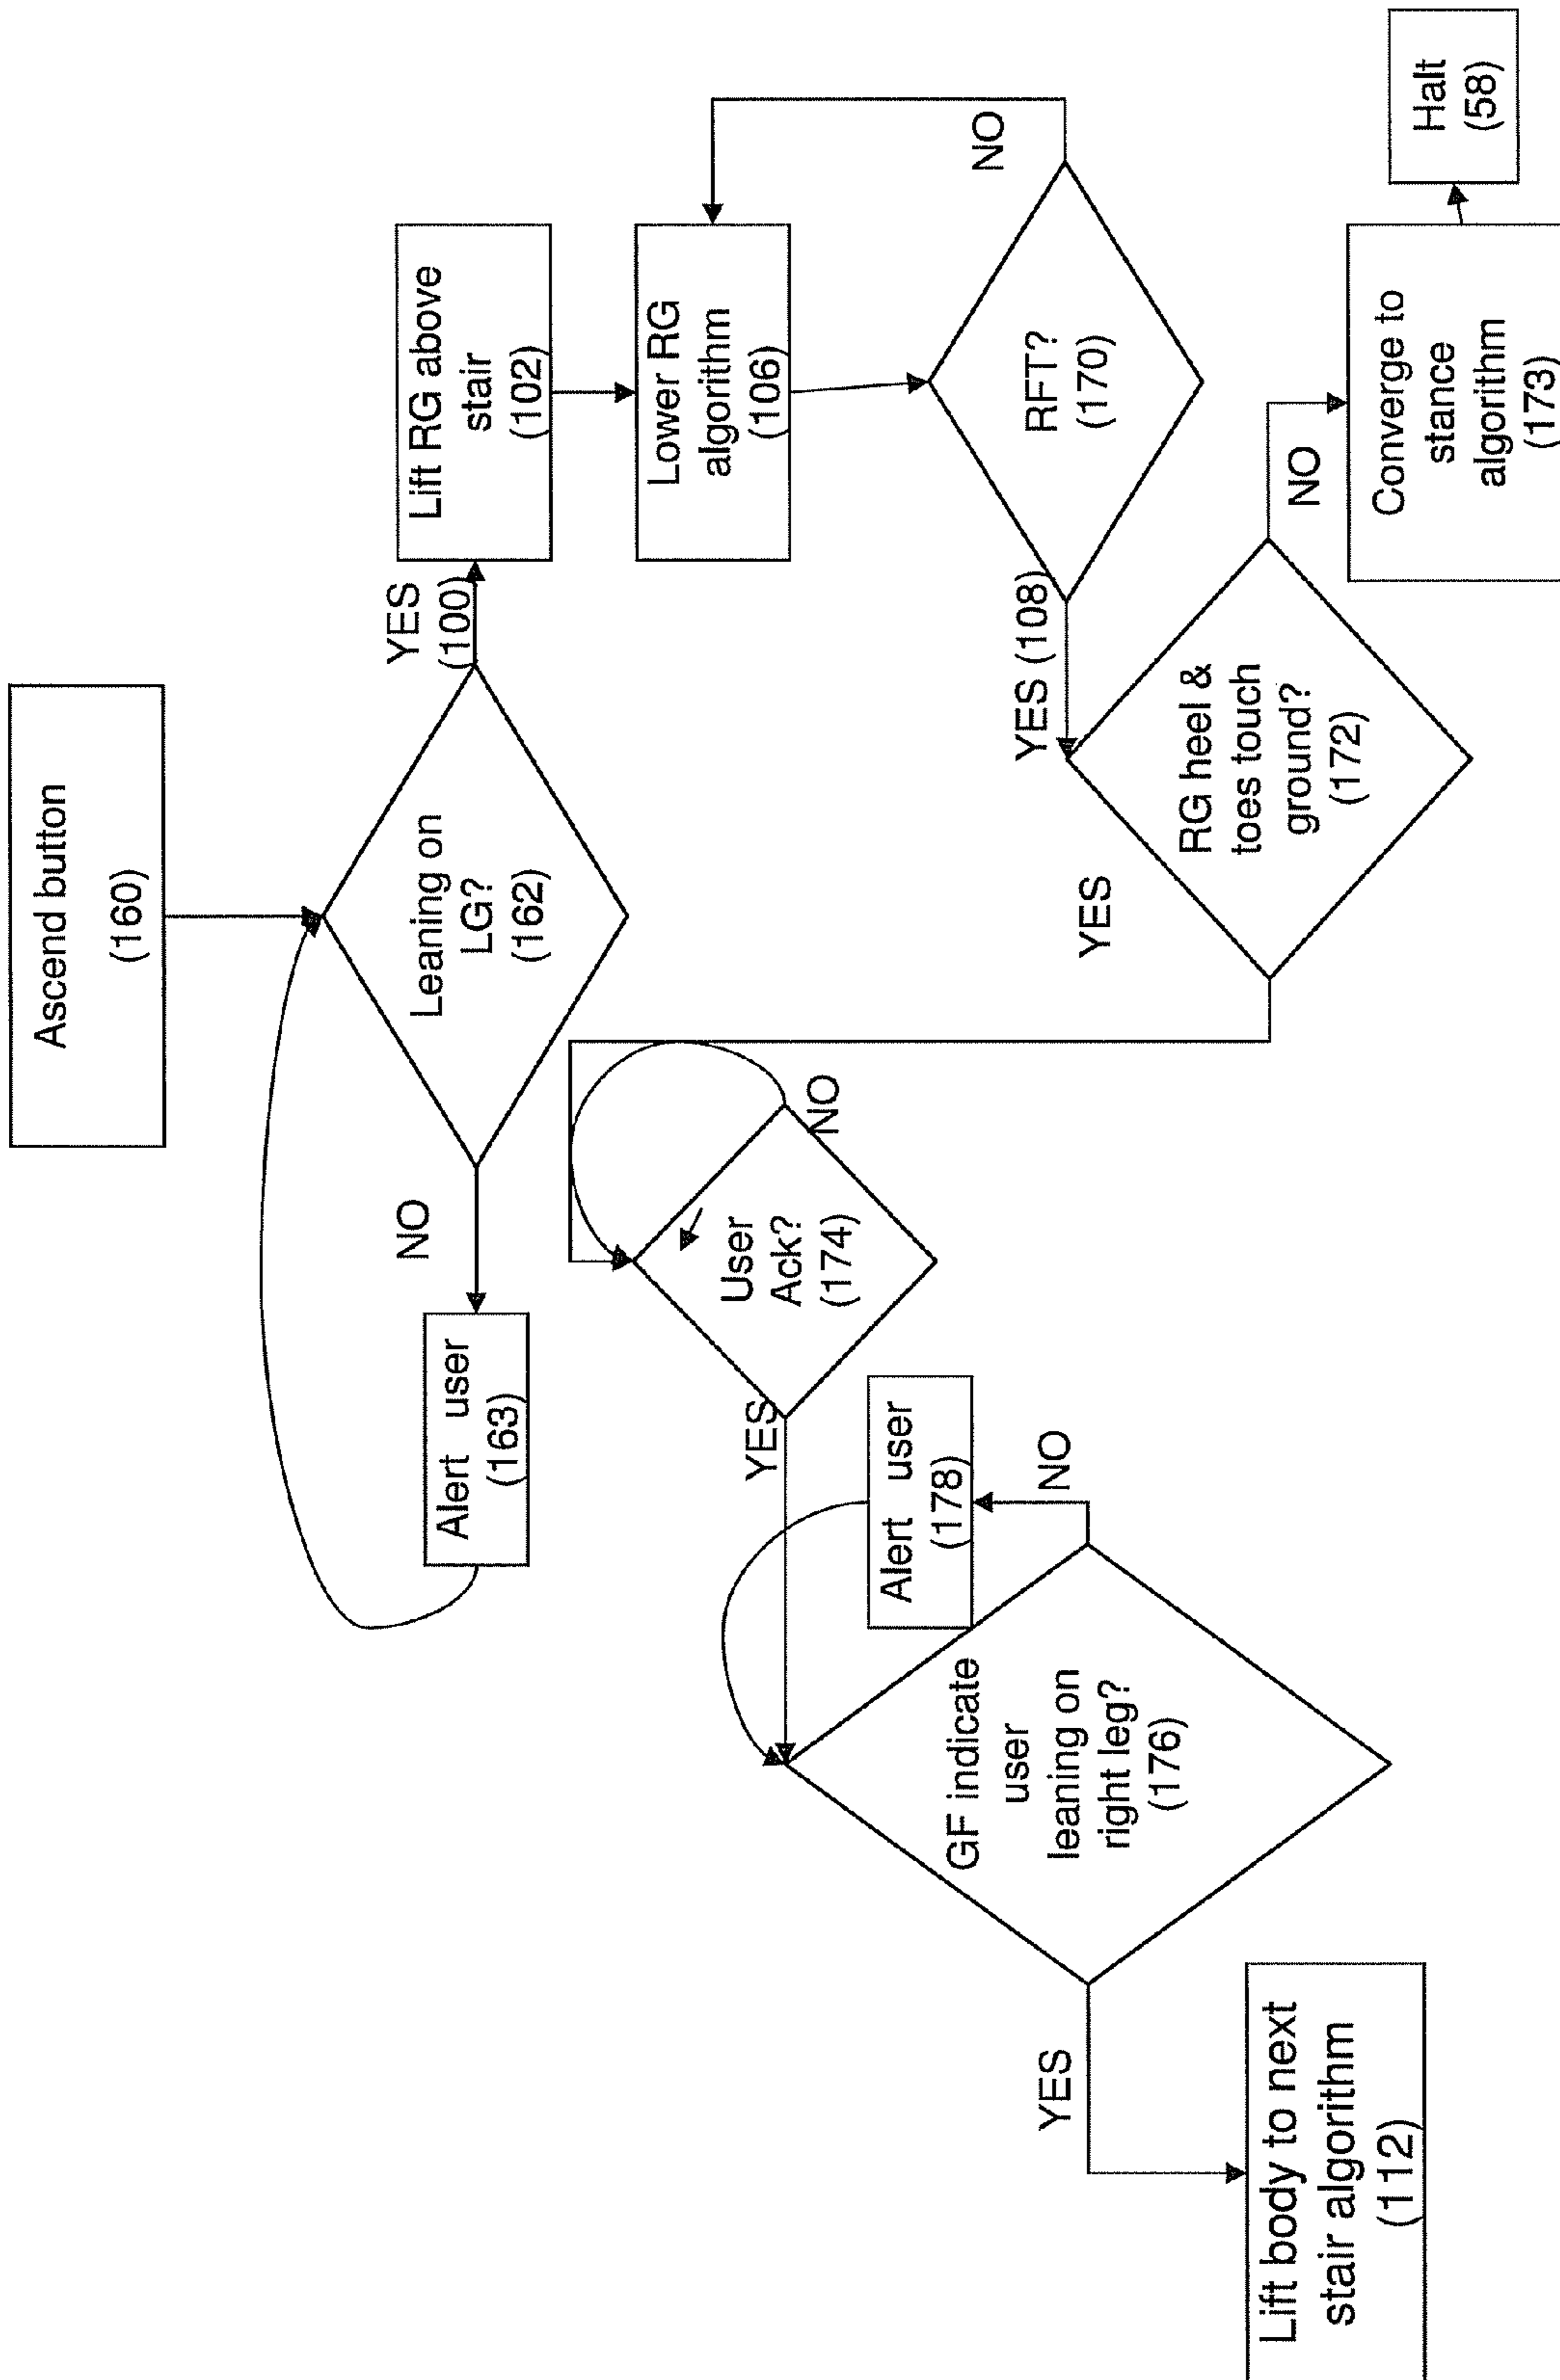 Ascend button
(160)
Leaning on
LG?
(162)
NO
Alert user
(163)
YES
(100)
Lift RG above
stair
(102)
Lower RG
algorithm
(106)
RFT?
(170)
NO
YES (108)
RG heel &
toes touch
ground?
(172)
NO
Converge to
stance
algorithm
(173)
Halt
(58)
YES
User
Ack?
(174)
NO
YES
GF indicate
user
leaning on
right leg?
(176)
NO
Alert user
(178)
YES
Lift body to next
stair algorithm
(112)